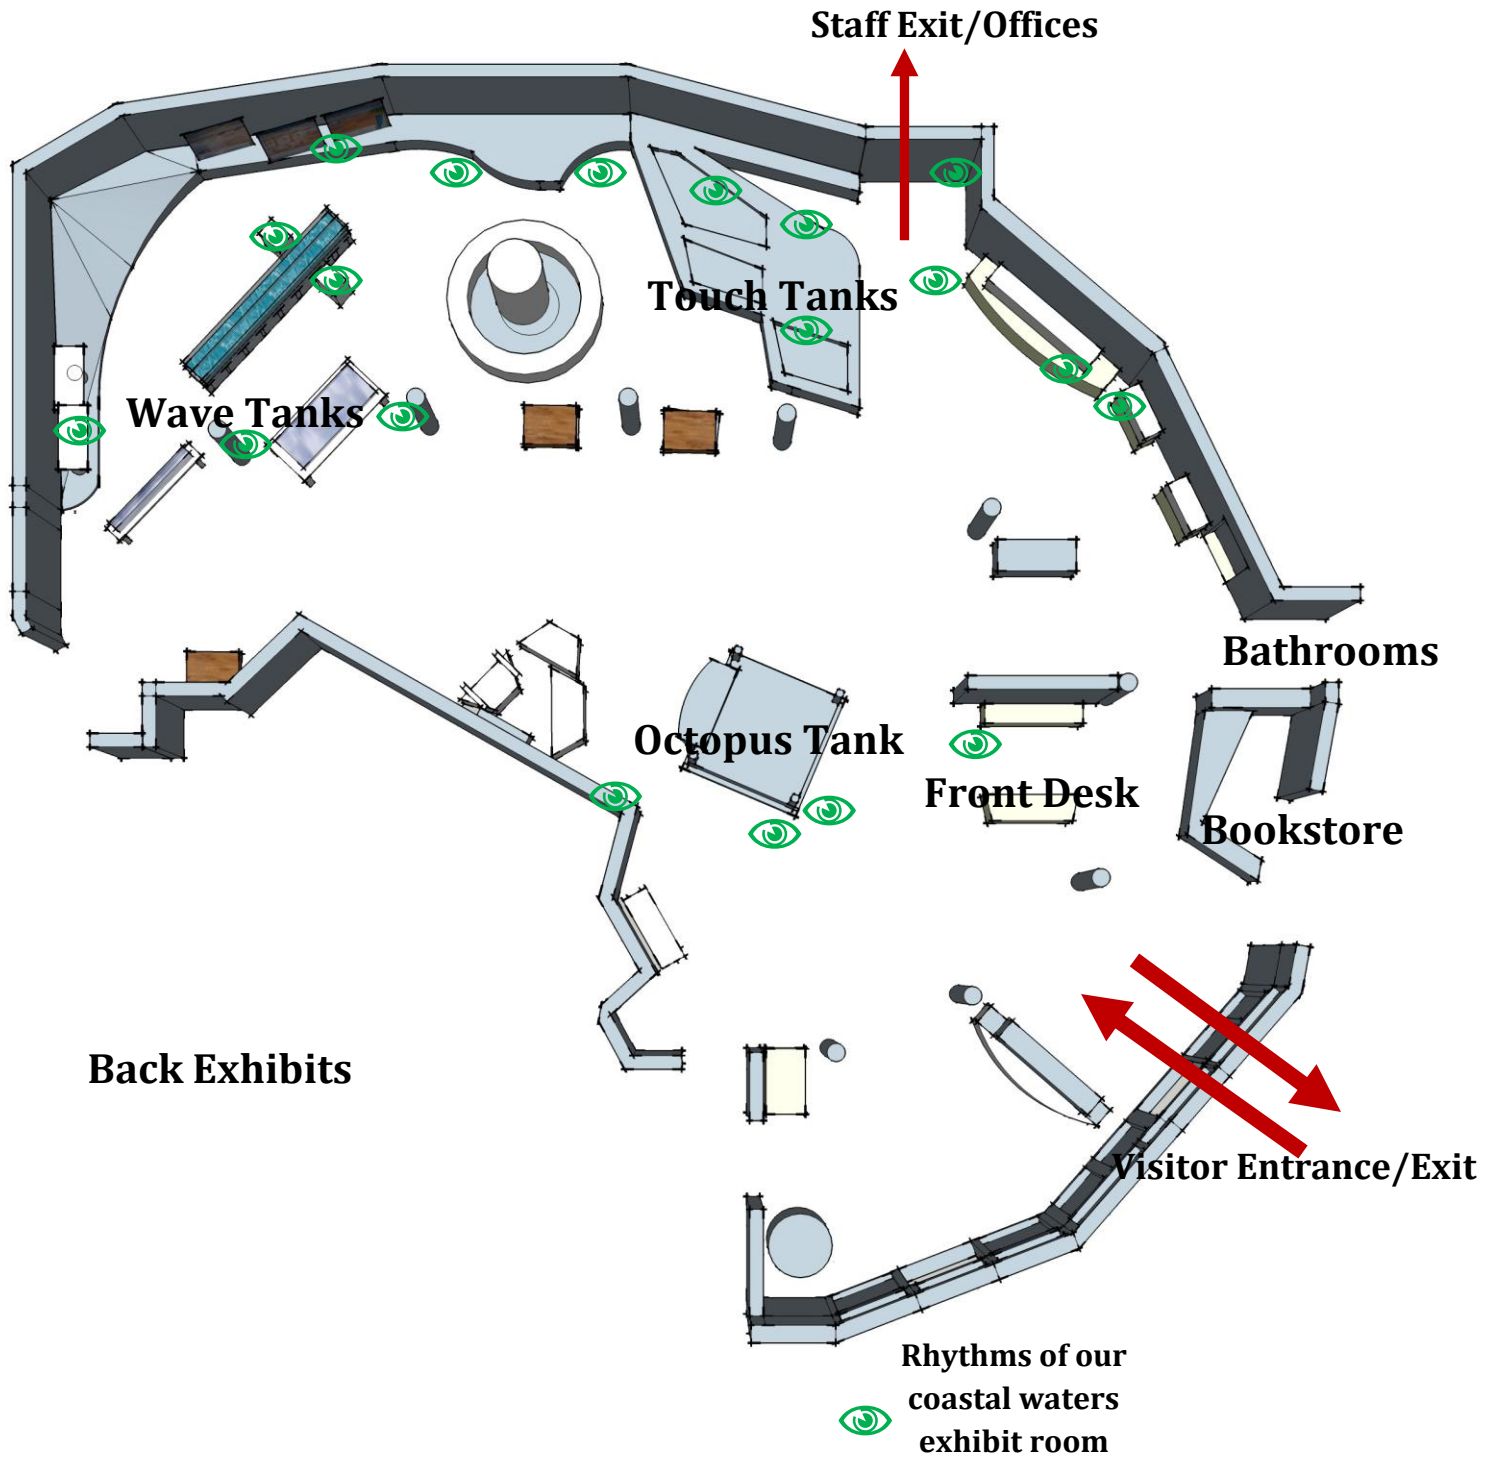 Staff Exit/Offices
Touch Tanks
Wave Tanks
Bathrooms
Octopus Tank
Front Desk
Bookstore
Back Exhibits
Visitor Entrance/Exit
Rhythms of our
coastal waters
exhibit room